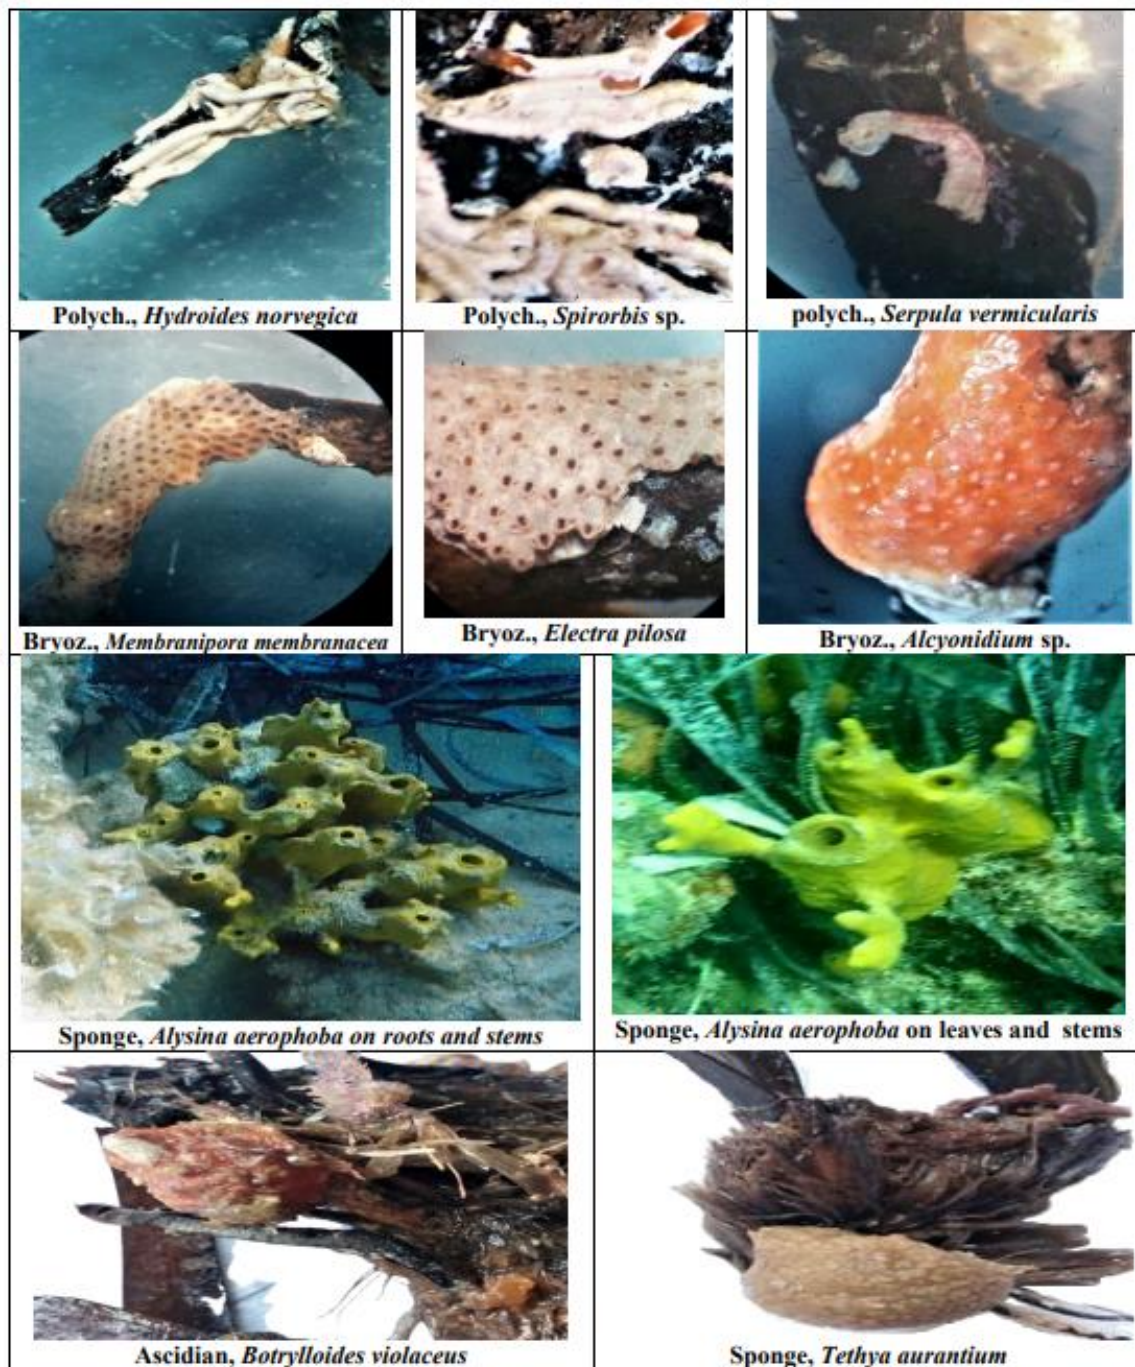 Polych., Hydroides norvegica
Polych., Spirorbis sp.
polych., Serpula vermicularis
Bryoz., Membranipora membranacea
Bryoz., Electra pilosa
Bryoz., Alcyonidium sp.
Sponge, Alysina aerophoba on roots and stems
Sponge, Alysina aerophoba on leaves and stems
Ascidian, Botrylloides violaceus
Sponge, Tethya aurantium